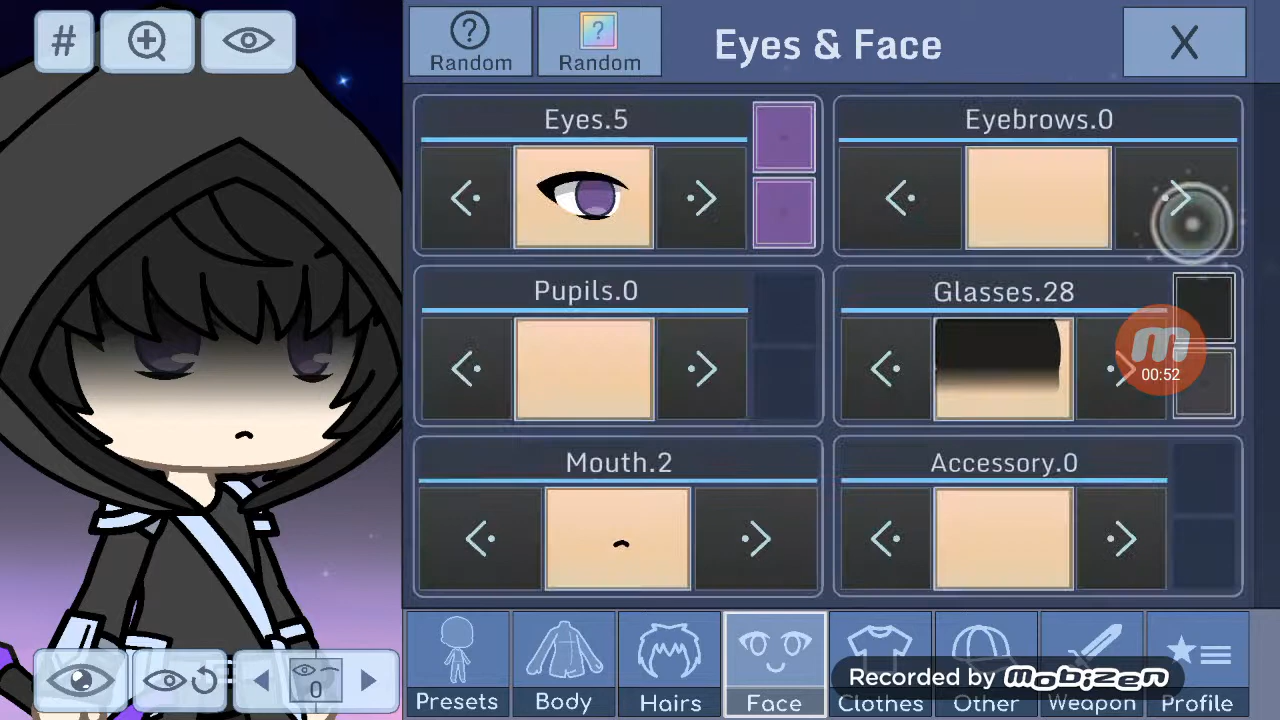 #
?
Random
?
Random
Eyes & Face
X
Eyes.5
Eyebrows.0
Pupils.0
Glasses.28
00:52
Mouth.2
Accessory.0
0
Presets
Body
Hairs
Face
Clothes
Other
Weapon
Profile
Recorded by mobizen